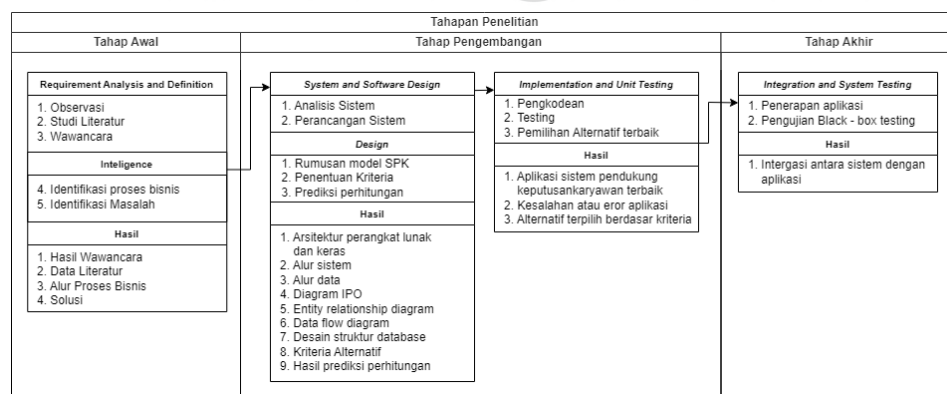 Tahapan Penelitian
Tahap Awal
Tahap Pengembangan
Tahap Akhir
Requirement Analysis and Definition
1. Observasi
2. Studi Literatur
3. Wawancara
Inteligence
4. Identifikasi proses bisnis
5. Identifikasi Masalah
Hasil
1. Hasil Wawancara
2. Data Literatur
3. Alur Proses Bisnis
4. Solusi
System and Software Design
1. Analisis Sistem
2. Perancangan Sistem
Design
1. Rumusan model SPK
2. Penentuan Kriteria
3. Prediksi perhitungan
Hasil
1. Arsitektur perangkat lunak
dan keras
2. Alur sistem
3. Alur data
4. Diagram IPO
5. Entity relationship diagram
6. Data flow diagram
7. Desain struktur database
8. Kriteria Alternatif
9. Hasil prediksi perhitungan
Implementation and Unit Testing
1. Pengkodean
2. Testing
3. Pemilihan Alternatif terbaik
Hasil
1. Aplikasi sistem pendukung
keputusankaryawan terbaik
2. Kesalahan atau eror aplikasi
3. Alternatif terpilih berdasar kriteria
Integration and System Testing
1. Penerapan aplikasi
2. Pengujian Black - box testing
Hasil
1. Intergasi antara sistem dengan
aplikasi